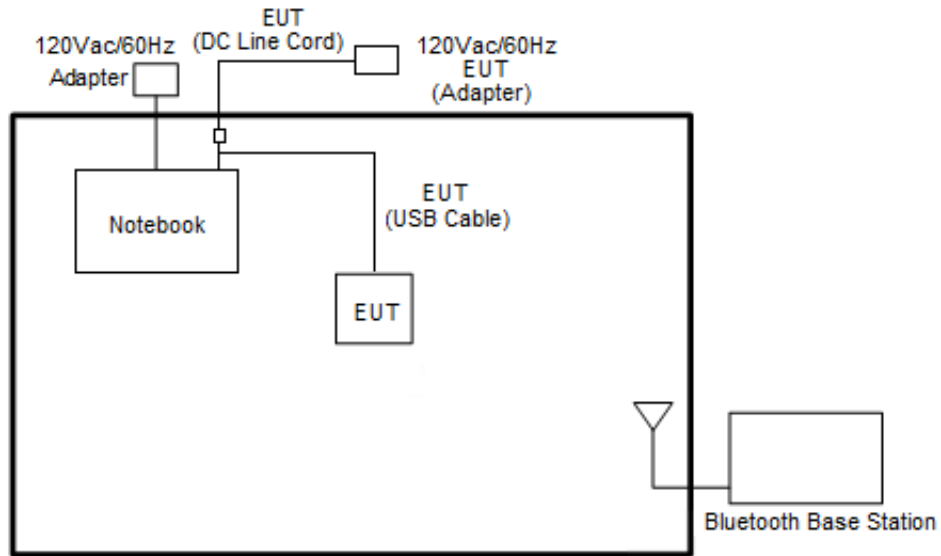 EUT
(DC Line Cord)
120Vac/60Hz
Adapter
120Vac/60Hz
EUT
(Adapter)
Notebook
EUT
(USB Cable)
EUT
Bluetooth Base Station